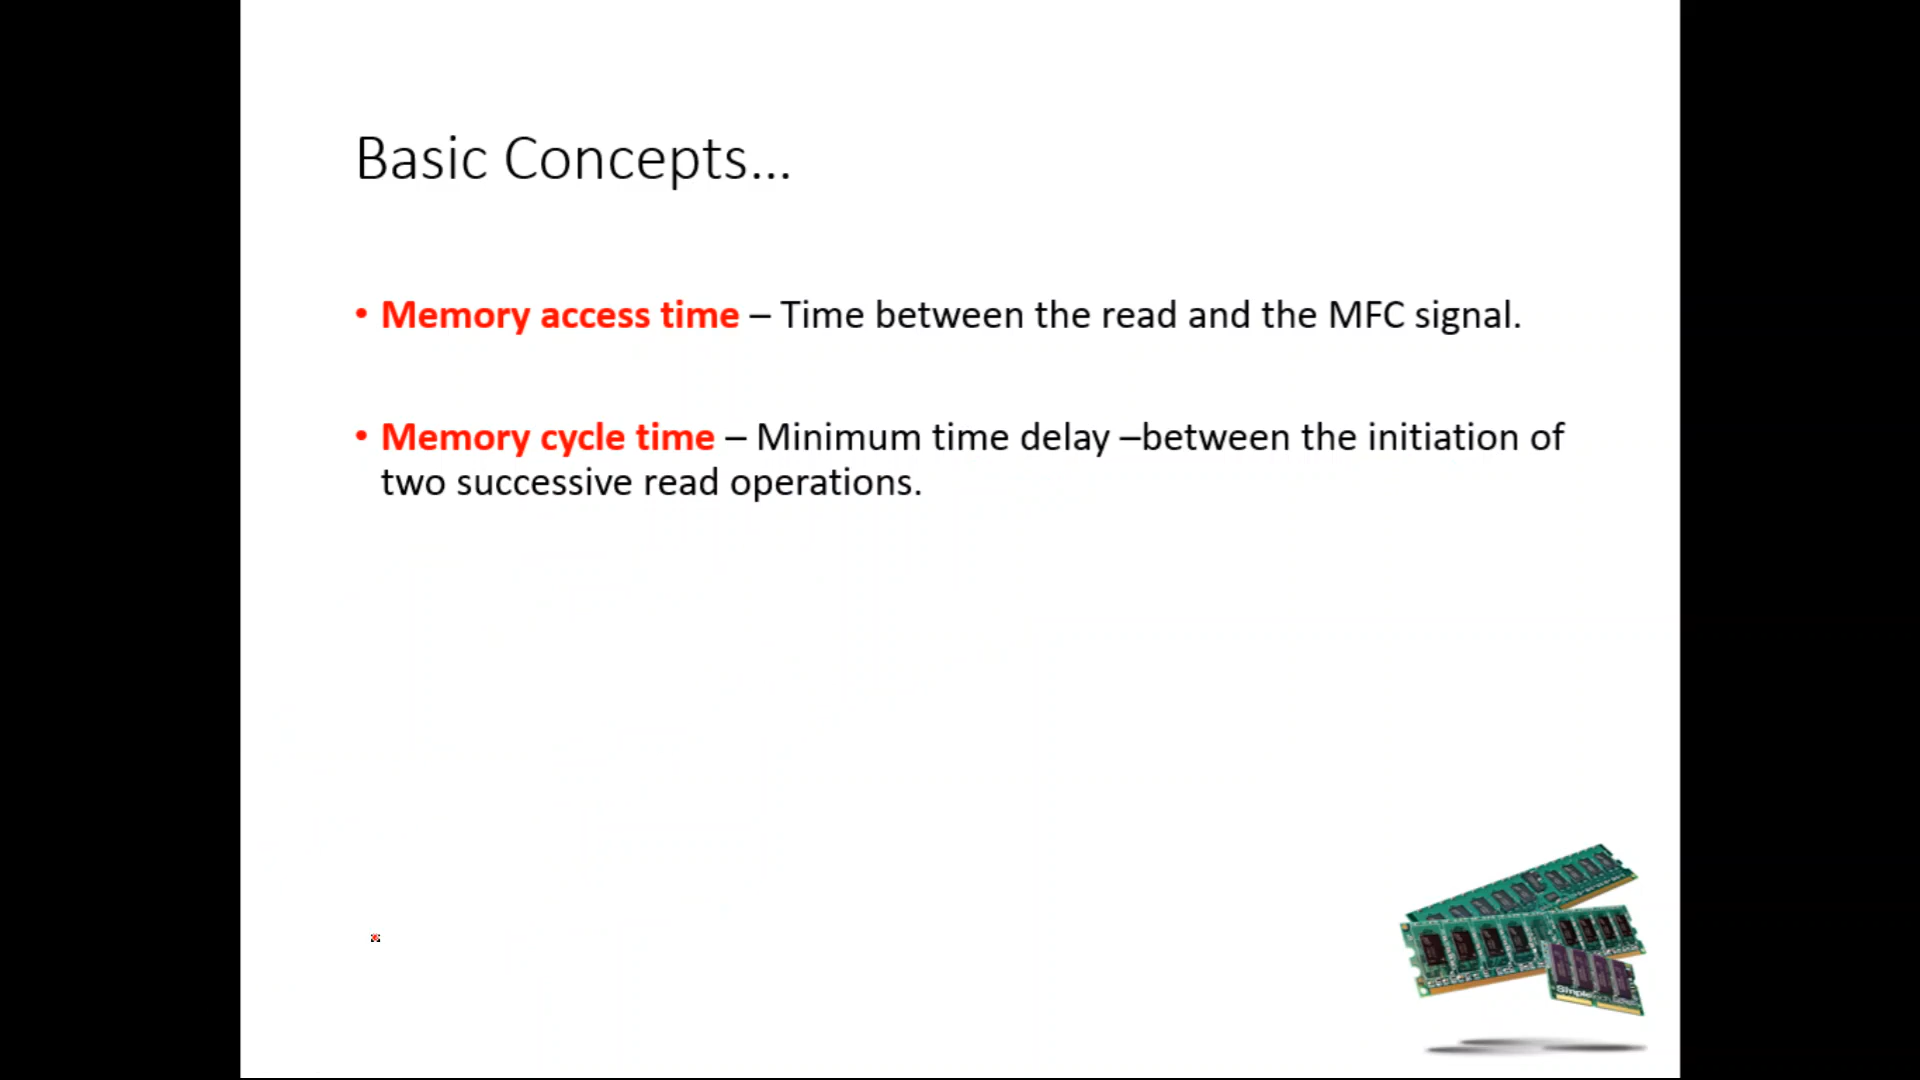 Basic Concepts...
• Memory access time – Time between the read and the MFC signal.
• Memory cycle time – Minimum time delay –between the initiation of
two successive read operations.